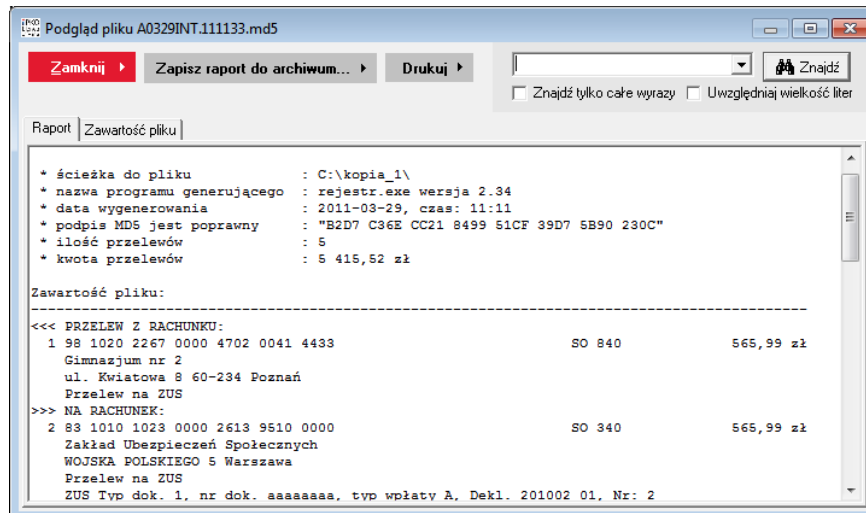 Podgląd pliku A0329INT.111133.md5
Zamknij
Zapisz raport do archiwum...
Drukuj
Znajdź
Znajdź tylko całe wyrazy
Uwzględniaj wielkość liter
Raport
Zawartość pliku
* ścieżka do pliku : C:\kopia_1\
* nazwa programu generującego : rejestr.exe wersja 2.34
* data wygenerowania : 2011-03-29, czas: 11:11
* podpis MD5 jest poprawny : "B2D7 C36E CC21 8499 51CF 39D7 5B90 230C"
* ilość przelewów : 5
* kwota przelewów : 5 415,52 zł
Zawartość pliku:
<<< PRZELEW Z RACHUNKU:
1 98 1020 2267 0000 4702 0041 4433 SO 840 565,99 zł
Gimnazjum nr 2
ul. Kwiatowa 8 60-234 Poznań
Przelew na ZUS
>>> NA RACHUNEK:
2 83 1010 1023 0000 2613 9510 0000 SO 340 565,99 zł
Zakład Ubezpieczeń Społecznych
WOJSKA POLSKIEGO 5 Warszawa
Przelew na ZUS
ZUS Typ dok. 1, nr dok. aaaaaaaa, typ wpłaty A, Dekl. 201002 01, Nr: 2